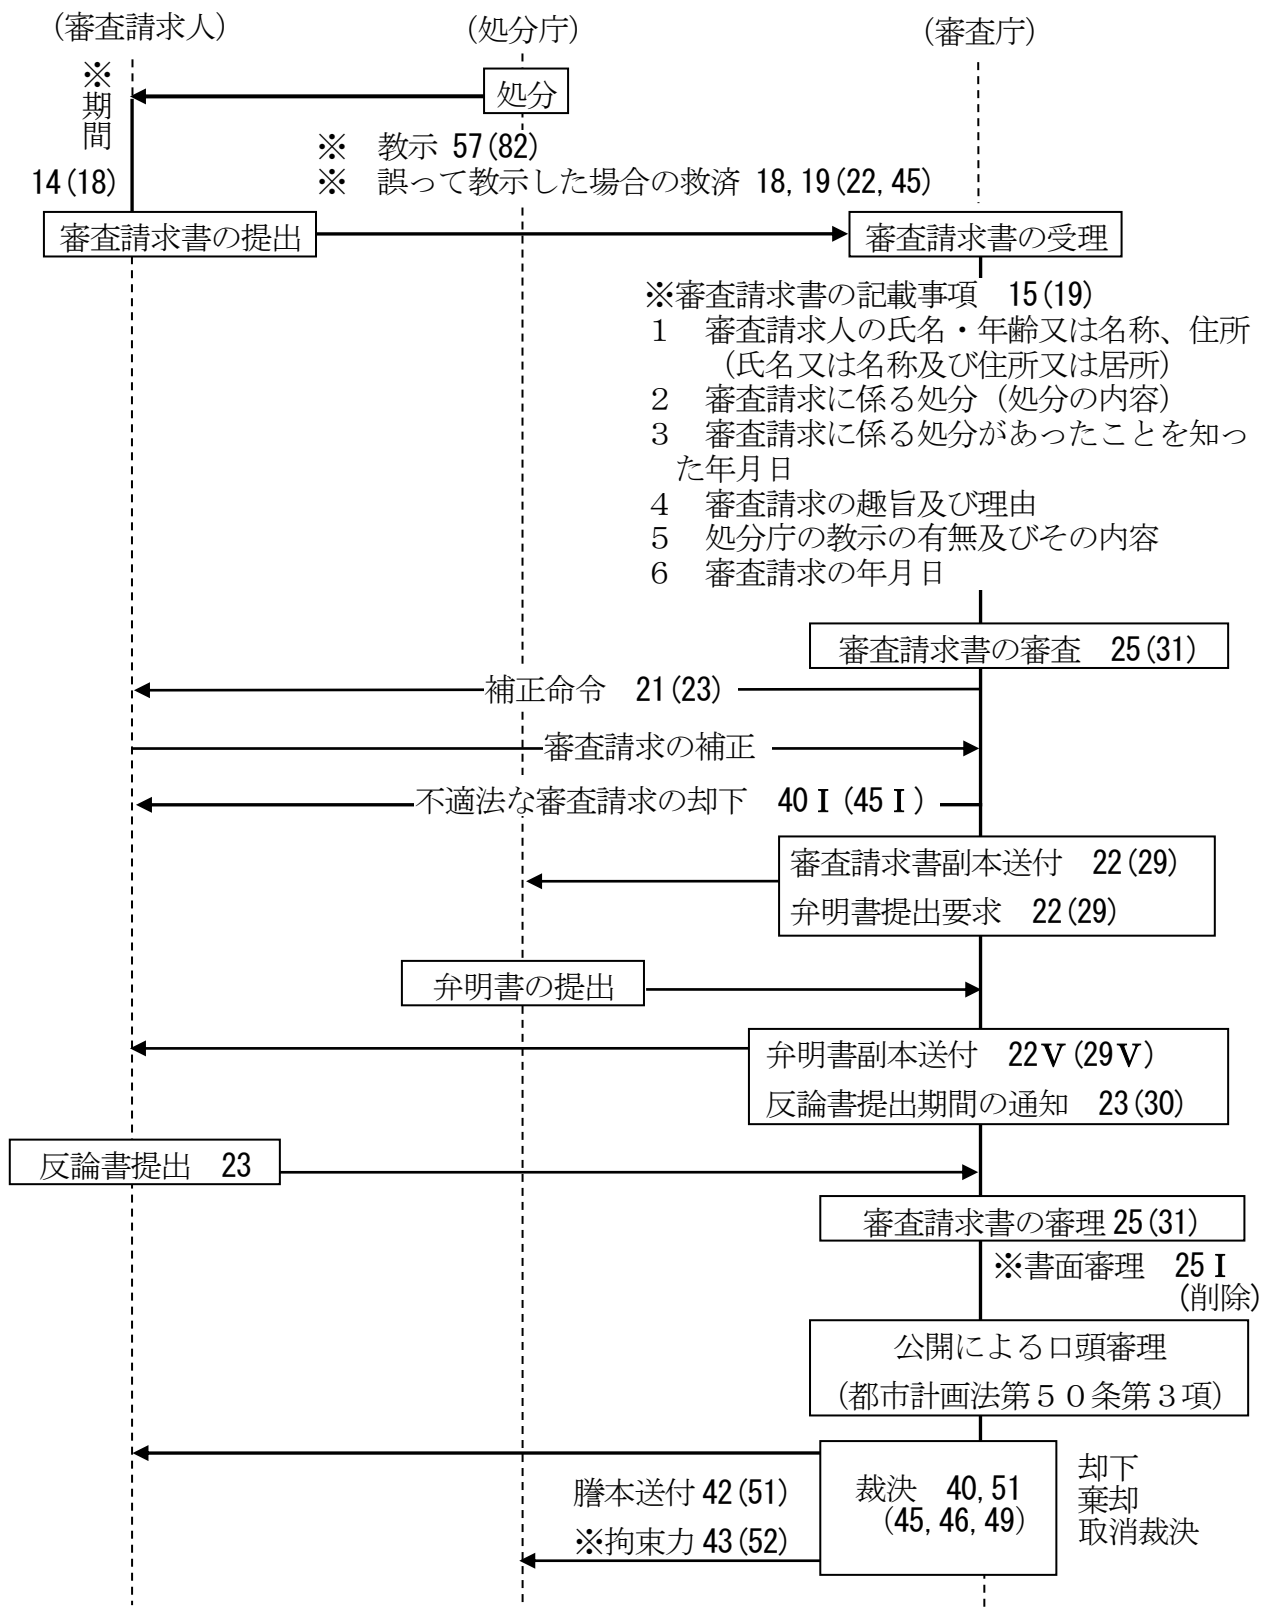 （審査請求人）
（処分庁）
（審査庁）
※期間
処分
※　教示 57(82)
14(18)
※　誤って教示した場合の救済 18,19(22,45)
審査請求書の提出
審査請求書の受理
※審査請求書の記載事項　15(19)
１　審査請求人の氏名・年齢又は名称、住所
（氏名又は名称及び住所又は居所）
２　審査請求に係る処分（処分の内容）
３　審査請求に係る処分があったことを知っ
た年月日
４　審査請求の趣旨及び理由
５　処分庁の教示の有無及びその内容
６　審査請求の年月日
審査請求書の審査　25(31)
補正命令　21(23)
審査請求の補正
不適法な審査請求の却下　40Ⅰ(45Ⅰ)
審査請求書副本送付　22(29)
弁明書提出要求　22(29)
弁明書の提出
弁明書副本送付　22Ⅴ(29Ⅴ)
反論書提出期間の通知　23(30)
反論書提出　23
審査請求書の審理 25(31)
※書面審理　25Ⅰ
（削除）
公開による口頭審理
（都市計画法第５０条第３項）
謄本送付 42(51)
※拘束力 43(52)
裁決　40,51
(45,46,49)
却下
棄却
取消裁決